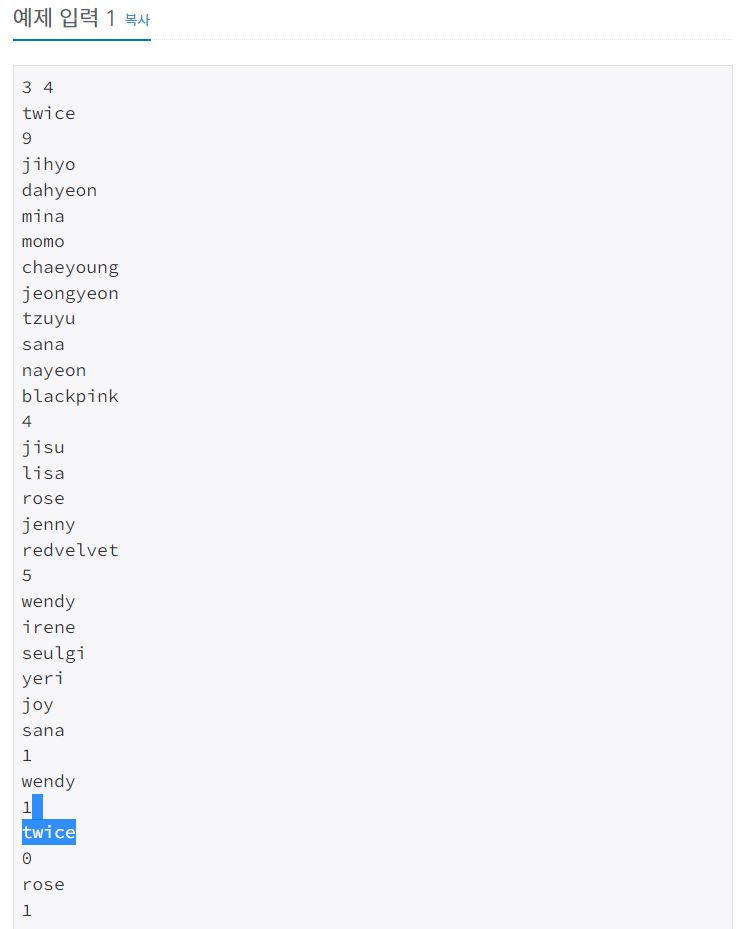 예제 입력 1 복사
3 4
twice
9
jihyo
dahyeon
mina
momo
chaeyoung
jeongyeon
tzuyu
sana
nayeon
blackpink
4
jisu
lisa
rose
jenny
redvelvet
5
wendy
irene
seulgi
yeri
joy
sana
1
wendy
1
twice
0
rose
1